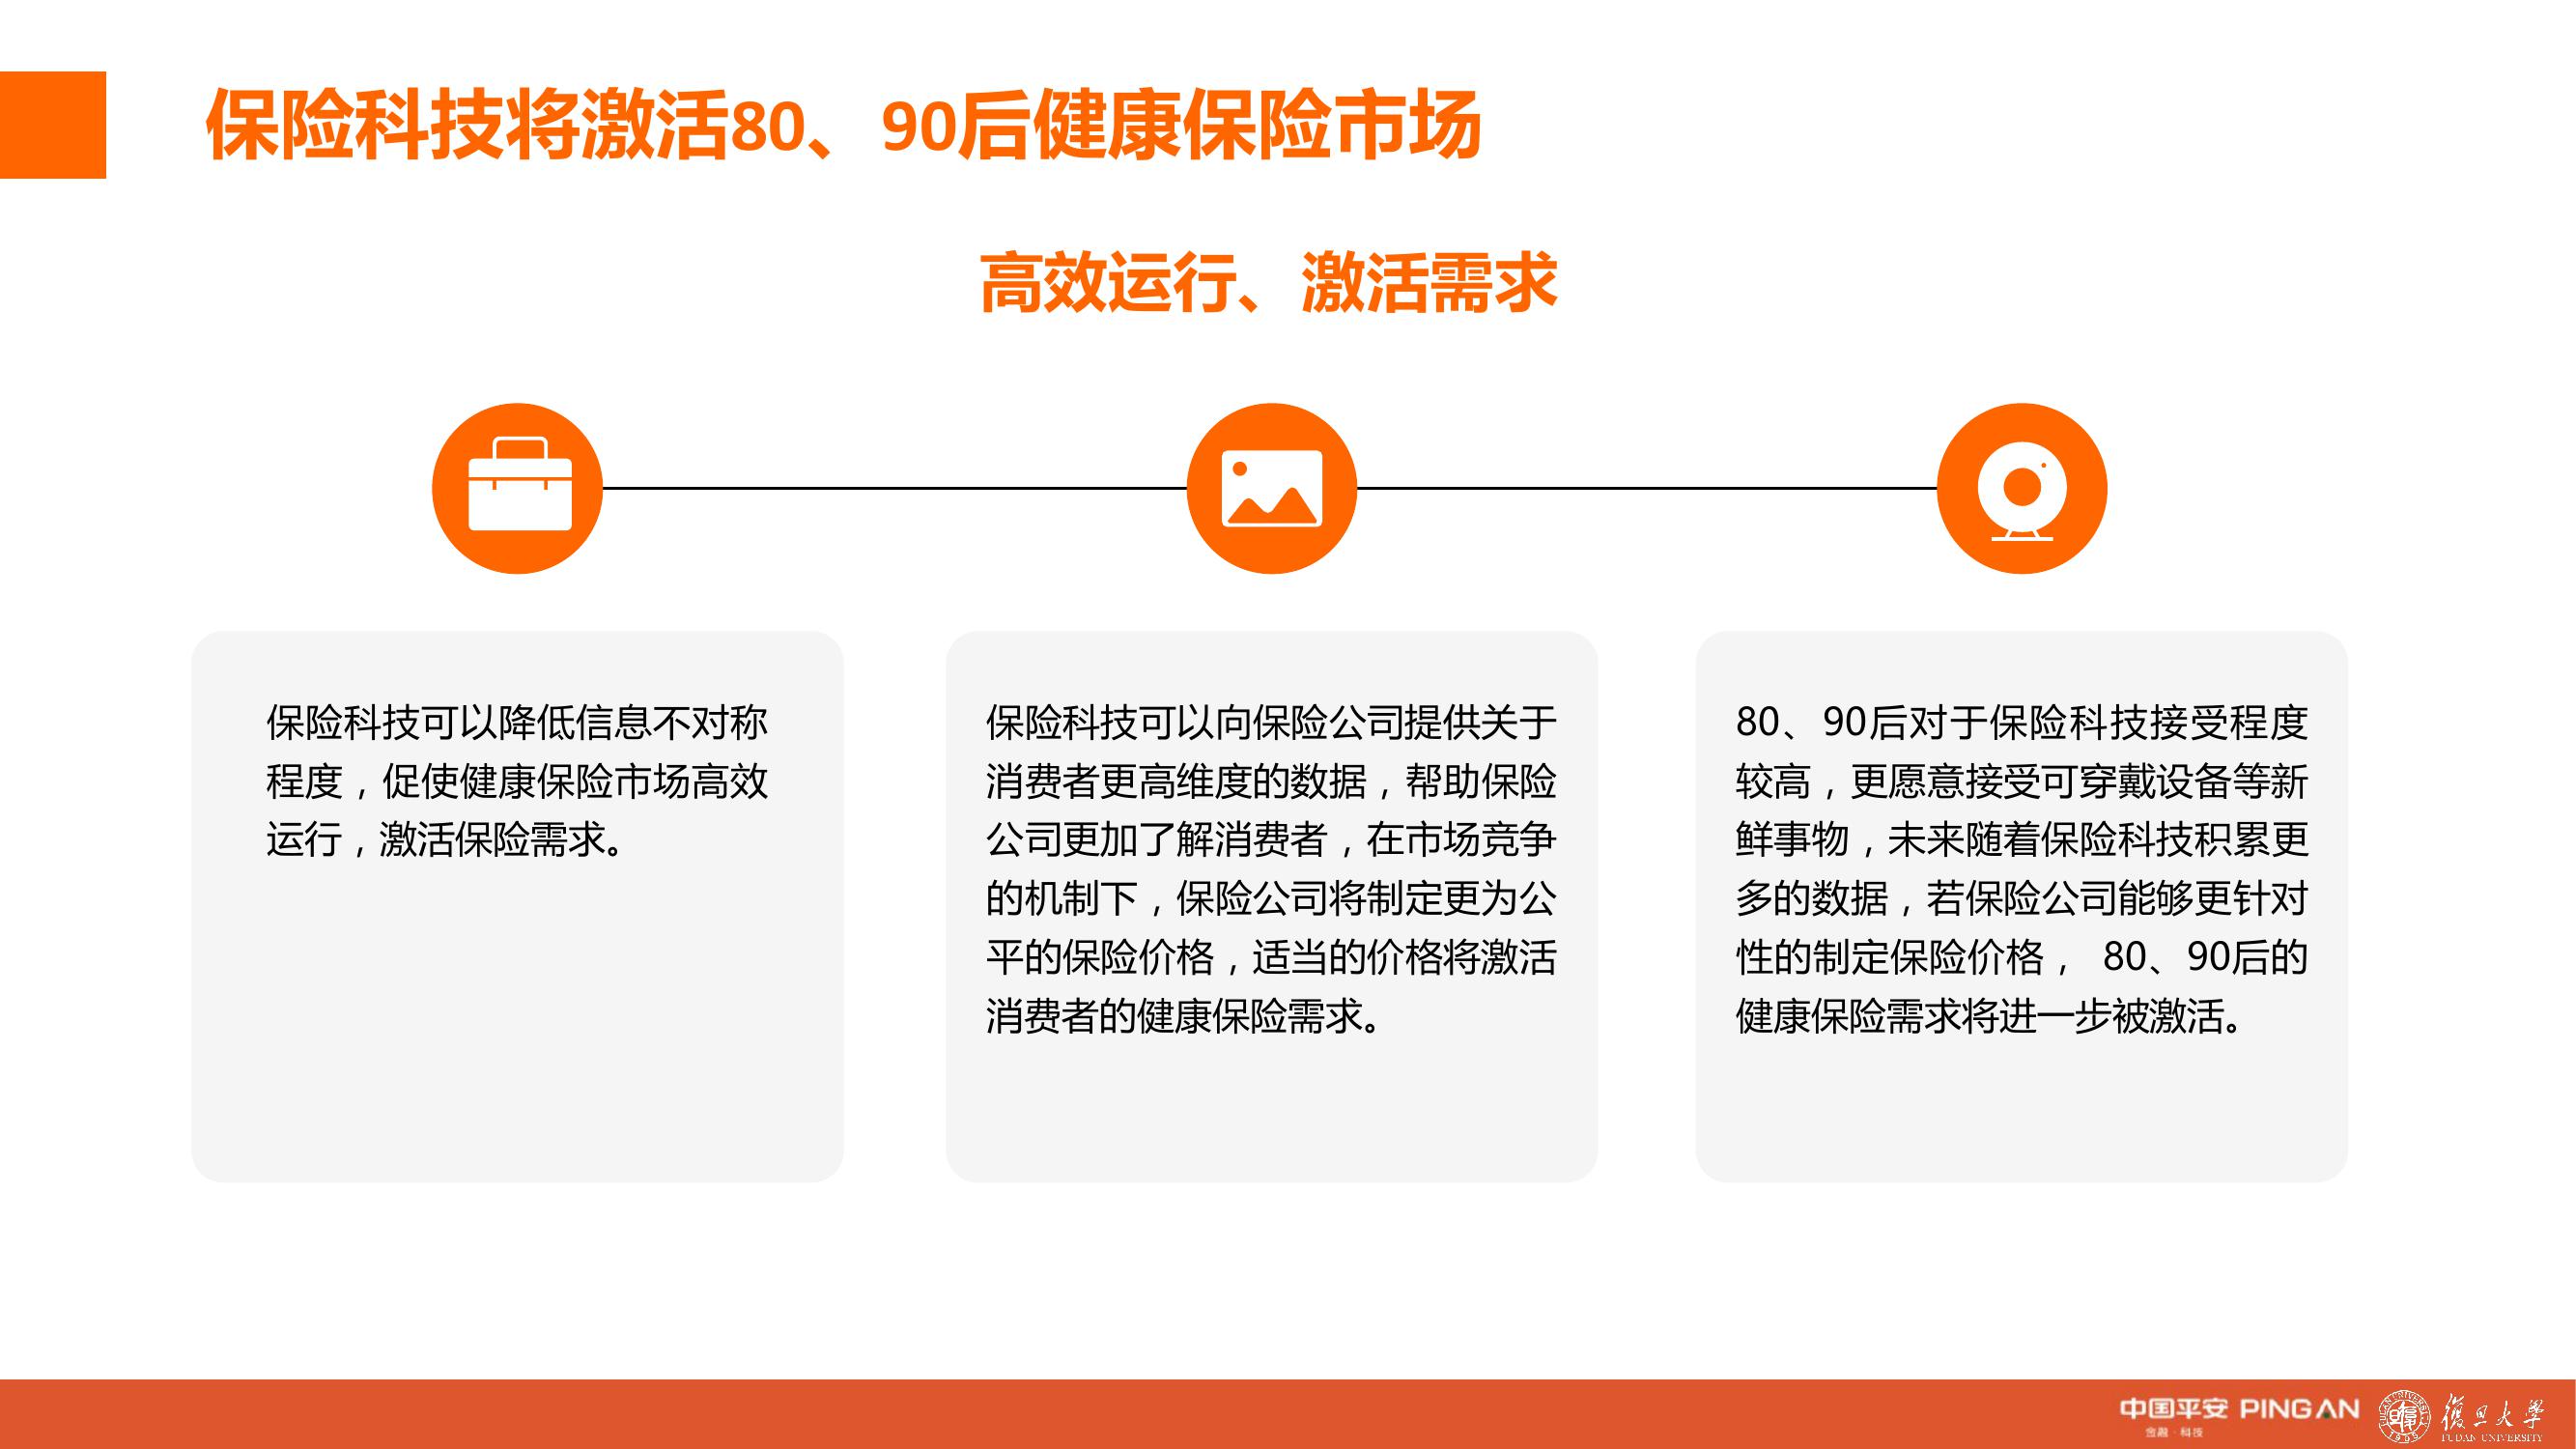 保险科技将激活80、90后健康保险市场
高效运行、激活需求
保险科技可以降低信息不对称
程度，促使健康保险市场高效
运行，激活保险需求。
保险科技可以向保险公司提供关于
消费者更高维度的数据，帮助保险
公司更加了解消费者，在市场竞争
的机制下，保险公司将制定更为公
平的保险价格，适当的价格将激活
消费者的健康保险需求。
80、90后对于保险科技接受程度
较高，更愿意接受可穿戴设备等新
鲜事物，未来随着保险科技积累更
多的数据，若保险公司能够更针对
性的制定保险价格， 80、90后的
健康保险需求将进一步被激活。
中国平安 PING AN
金融·科技
復旦大學
FUDAN UNIVERSITY